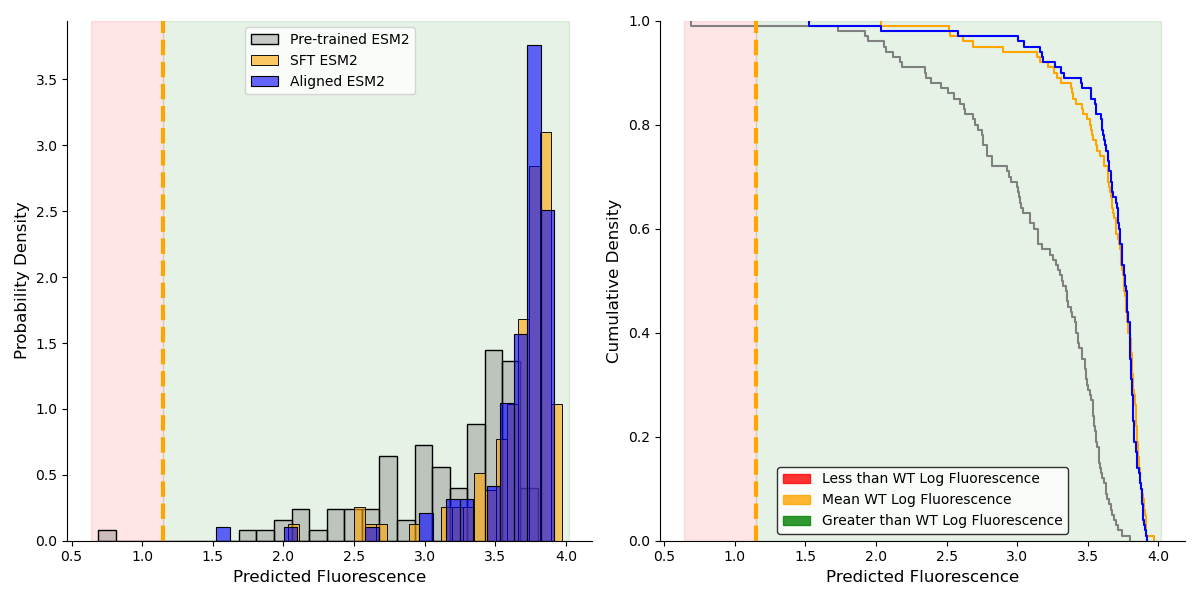 Probability Density
3.5
3.0
2.5
2.0
1.5
1.0
0.5
0.0
0.5 1.0 1.5 2.0 2.5 3.0 3.5 4.0
Predicted Fluorescence
Pre-trained ESM2
SFT ESM2
Aligned ESM2
Cumulative Density
1.0
0.8
0.6
0.4
0.2
0.0
0.5 1.0 1.5 2.0 2.5 3.0 3.5 4.0
Predicted Fluorescence
Less than WT Log Fluorescence
Mean WT Log Fluorescence
Greater than WT Log Fluorescence